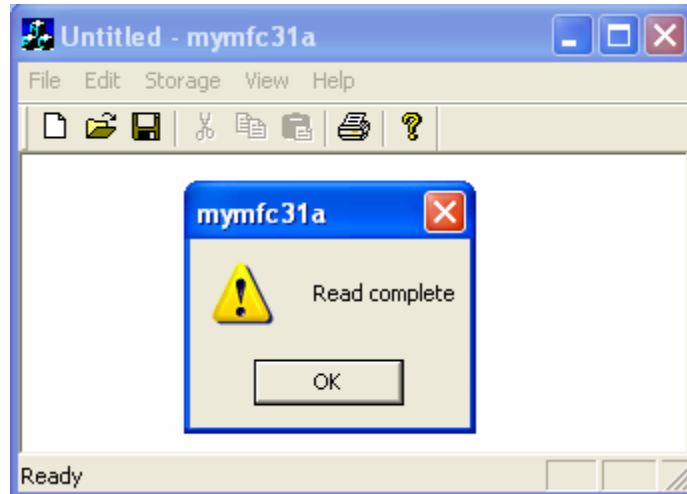 Untitled - mymfc31a
File Edit Storage View Help
mymfc31a
Read complete
OK
Ready